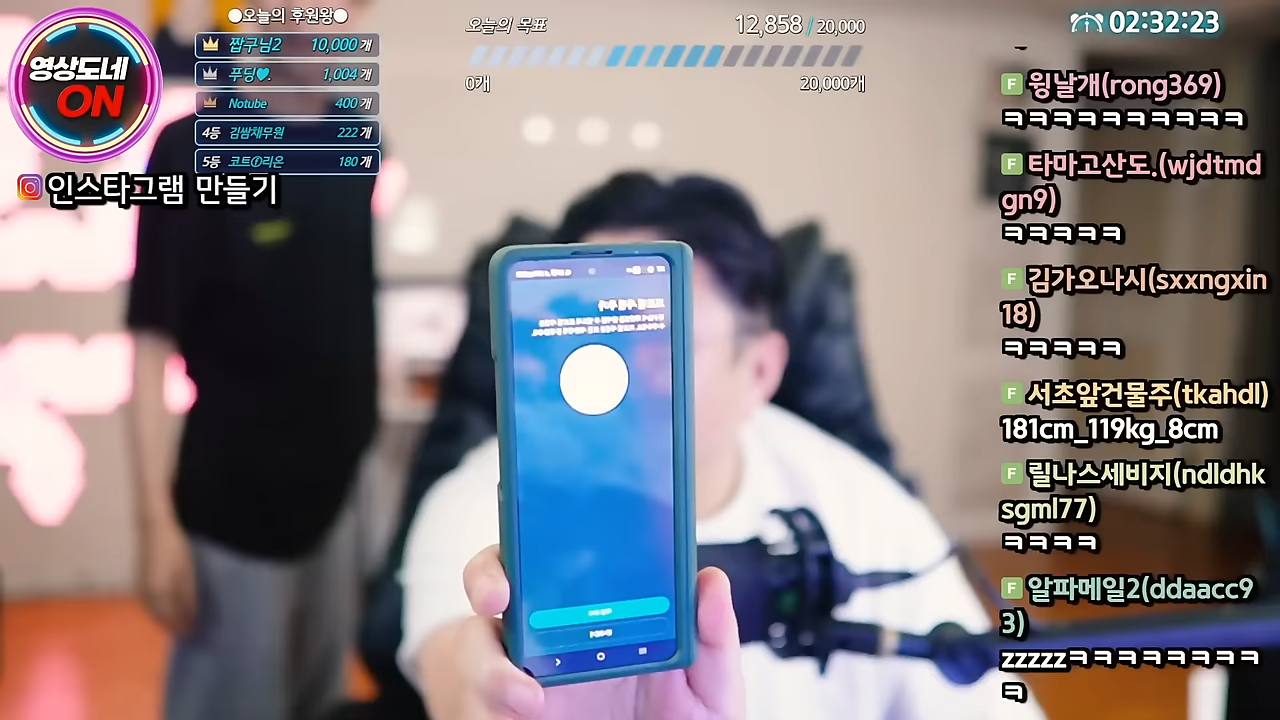 영상도네
ON
●오늘의 후원왕●
짭구님2 10,000개
푸딩♥. 1,004개
Notube 400개
4등 김쌈채무원 222개
5등 코트ⓕ리온 180개
인스타그램 만들기
오늘의 목표 12,858 / 20,000
0개 20,000개
02:32:23
F 윙날개(rong369)
ㅋㅋㅋㅋㅋㅋㅋㅋㅋㅋ
F 타마고산도.(wjdtmd
gn9)
ㅋㅋㅋㅋㅋ
F 김가오나시(sxxngxin
18)
ㅋㅋㅋㅋㅋ
F 서초앞건물주(tkahdl)
181cm_119kg_8cm
F 릴나스세비지(ndldhk
sgml77)
ㅋㅋㅋㅋ
F 알파메일2(ddaacc9
3)
zzzzzㅋㅋㅋㅋㅋㅋㅋㅋ
ㅋ